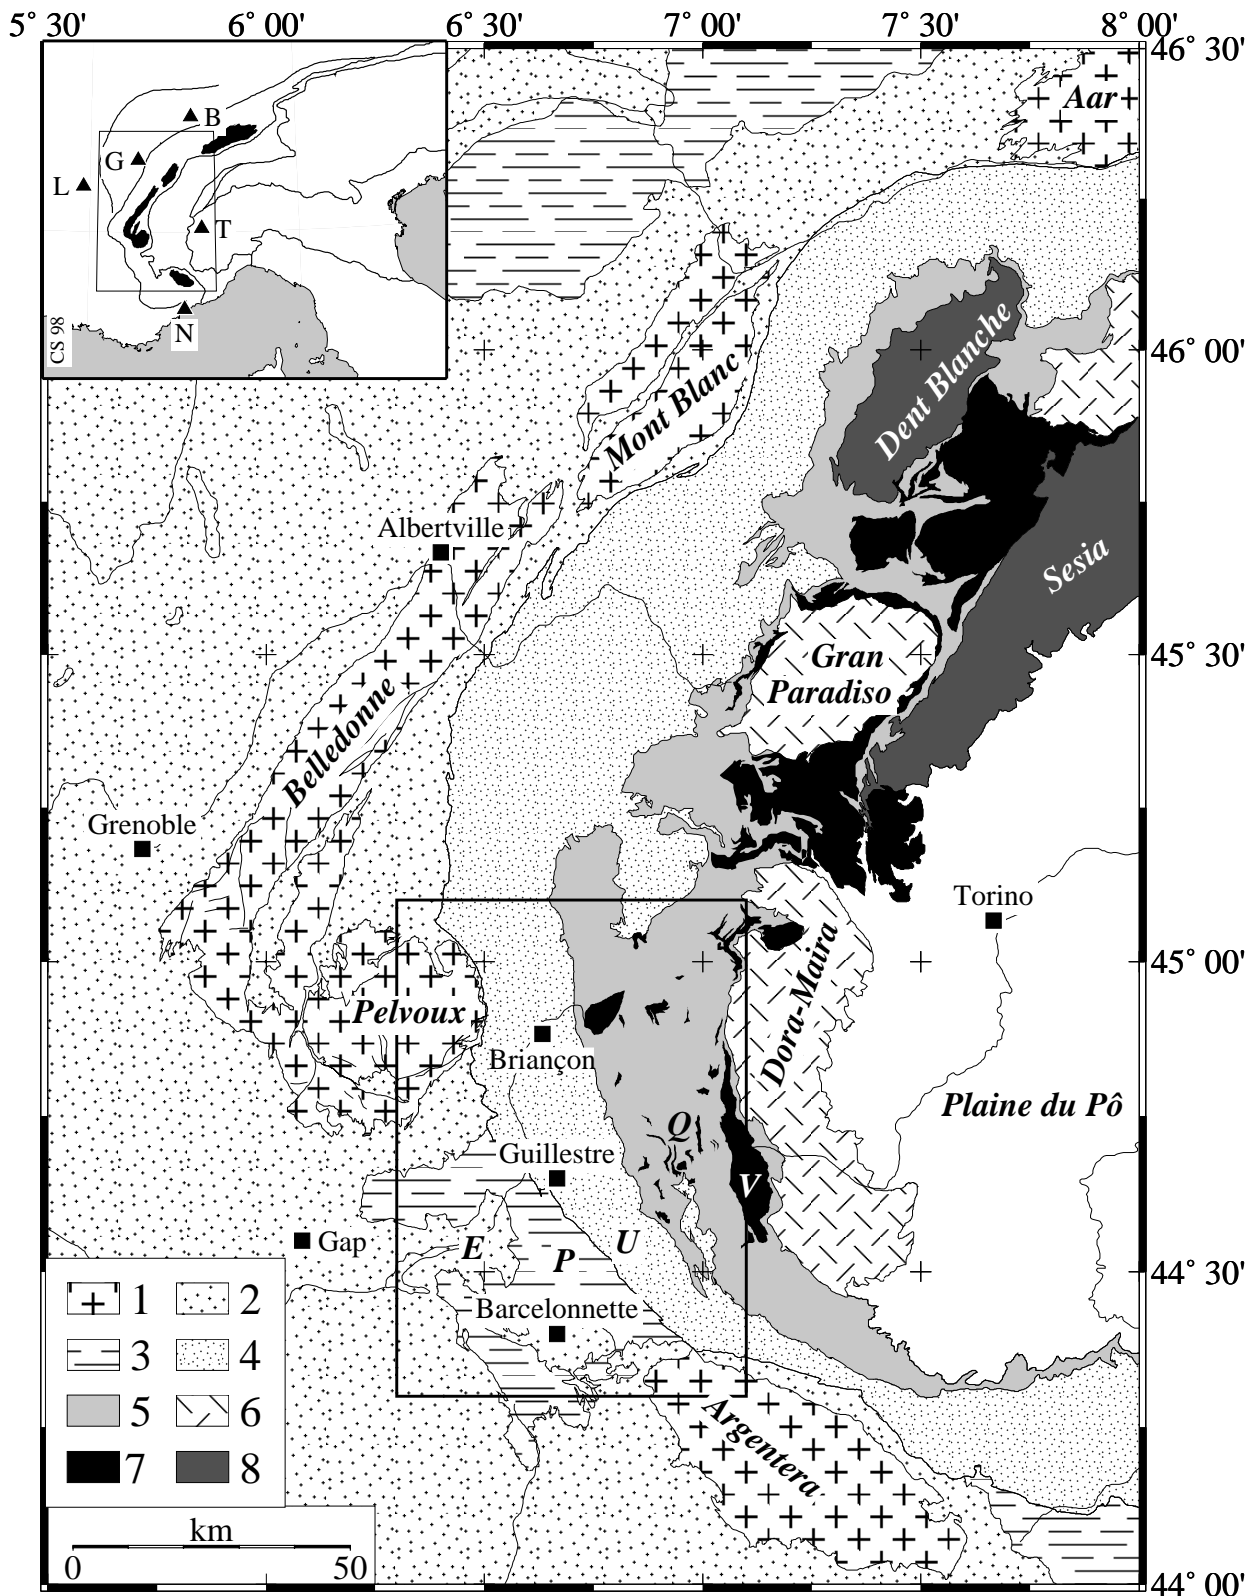 5° 30'
6° 00'
6° 30'
7° 00'
7° 30'
8° 00'
46° 30'
Aar
B
G
L
T
N
CS 98
46° 00'
Dent Blanche
Mont Blanc
Albertville
Sesia
45° 30'
Gran
Paradiso
Belledonne
Grenoble
Torino
45° 00'
Pelvoux
Dora-Maira
Briançon
Plaine du Pô
Q
Guillestre
V
Gap
E
P
U
44° 30'
Barcelonnette
1
2
3
4
5
6
7
8
Argentera
km
0
50
44° 00'